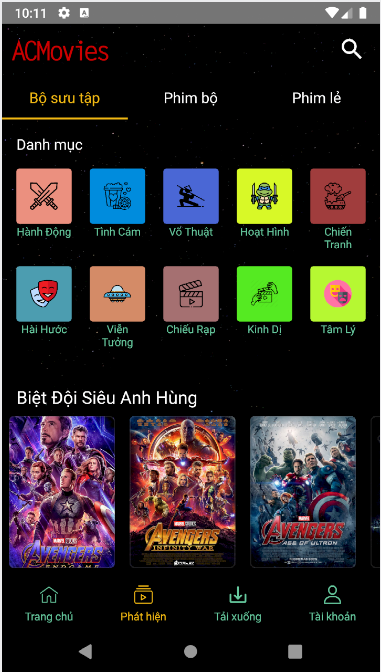 10:11
ACMovies
Bộ sưu tập Phim bộ Phim lẻ
Danh mục
Hành Động Tình Cảm Võ Thuật Hoạt Hình Chiến Tranh
Hài Hước Viễn Tưởng Chiếu Rạp Kinh Dị Tâm Lý
Biệt Đội Siêu Anh Hùng
MARVEL STUDIOS
AVENGERS
ENDGAME
MARVEL STUDIOS
AVENGERS
INFINITY WAR
MARVEL
AVENGERS
AGE OF ULTRON
Trang chủ Phát hiện Tải xuống Tài khoản